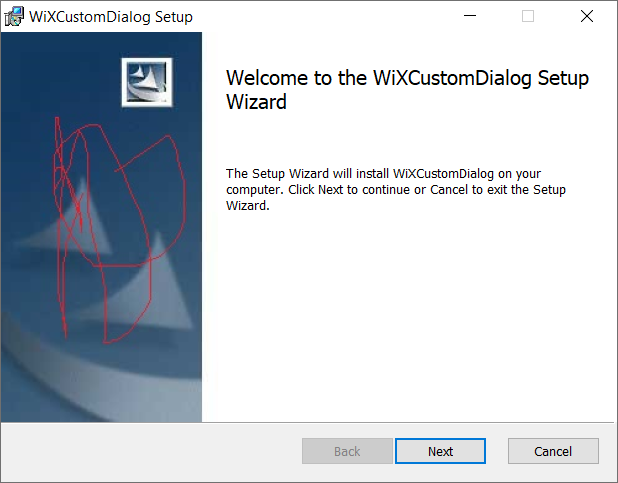 WiXCustomDialog Setup
Welcome to the WiXCustomDialog Setup
Wizard
The Setup Wizard will install WiXCustomDialog on your
computer. Click Next to continue or Cancel to exit the Setup
Wizard.
Back
Next
Cancel